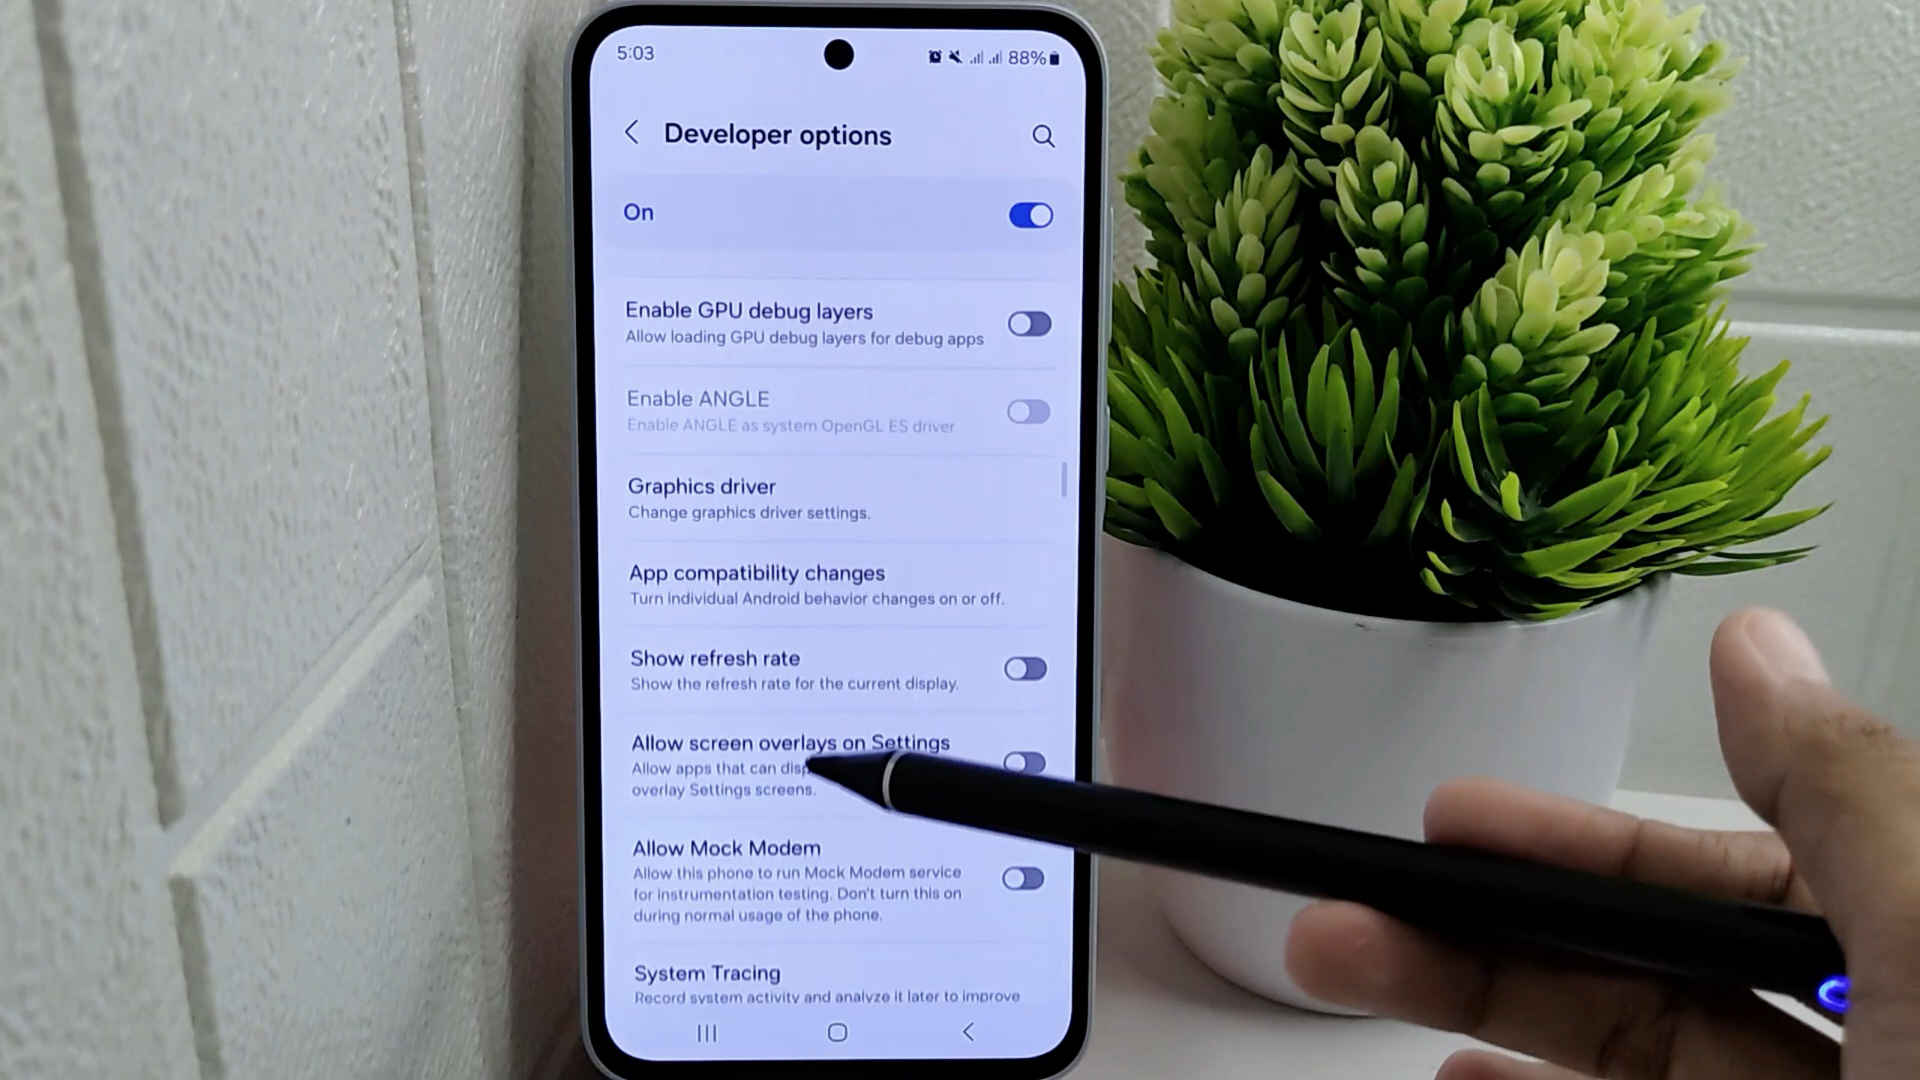 5:03
88%
Developer options
On
Enable GPU debug layers
Allow loading GPU debug layers for debug apps
Enable ANGLE
Enable ANGLE as system OpenGL ES driver
Graphics driver
Change graphics driver settings.
App compatibility changes
Turn individual Android behavior changes on or off.
Show refresh rate
Show the refresh rate for the current display.
Allow screen overlays on Settings
Allow apps that can
overlay Settings screens.
Allow Mock Modem
Allow this phone to run Mock Modem service
for instrumentation testing. Don't turn this on
during normal usage of the phone.
System Tracing
Record system activity and analyze it later to improve